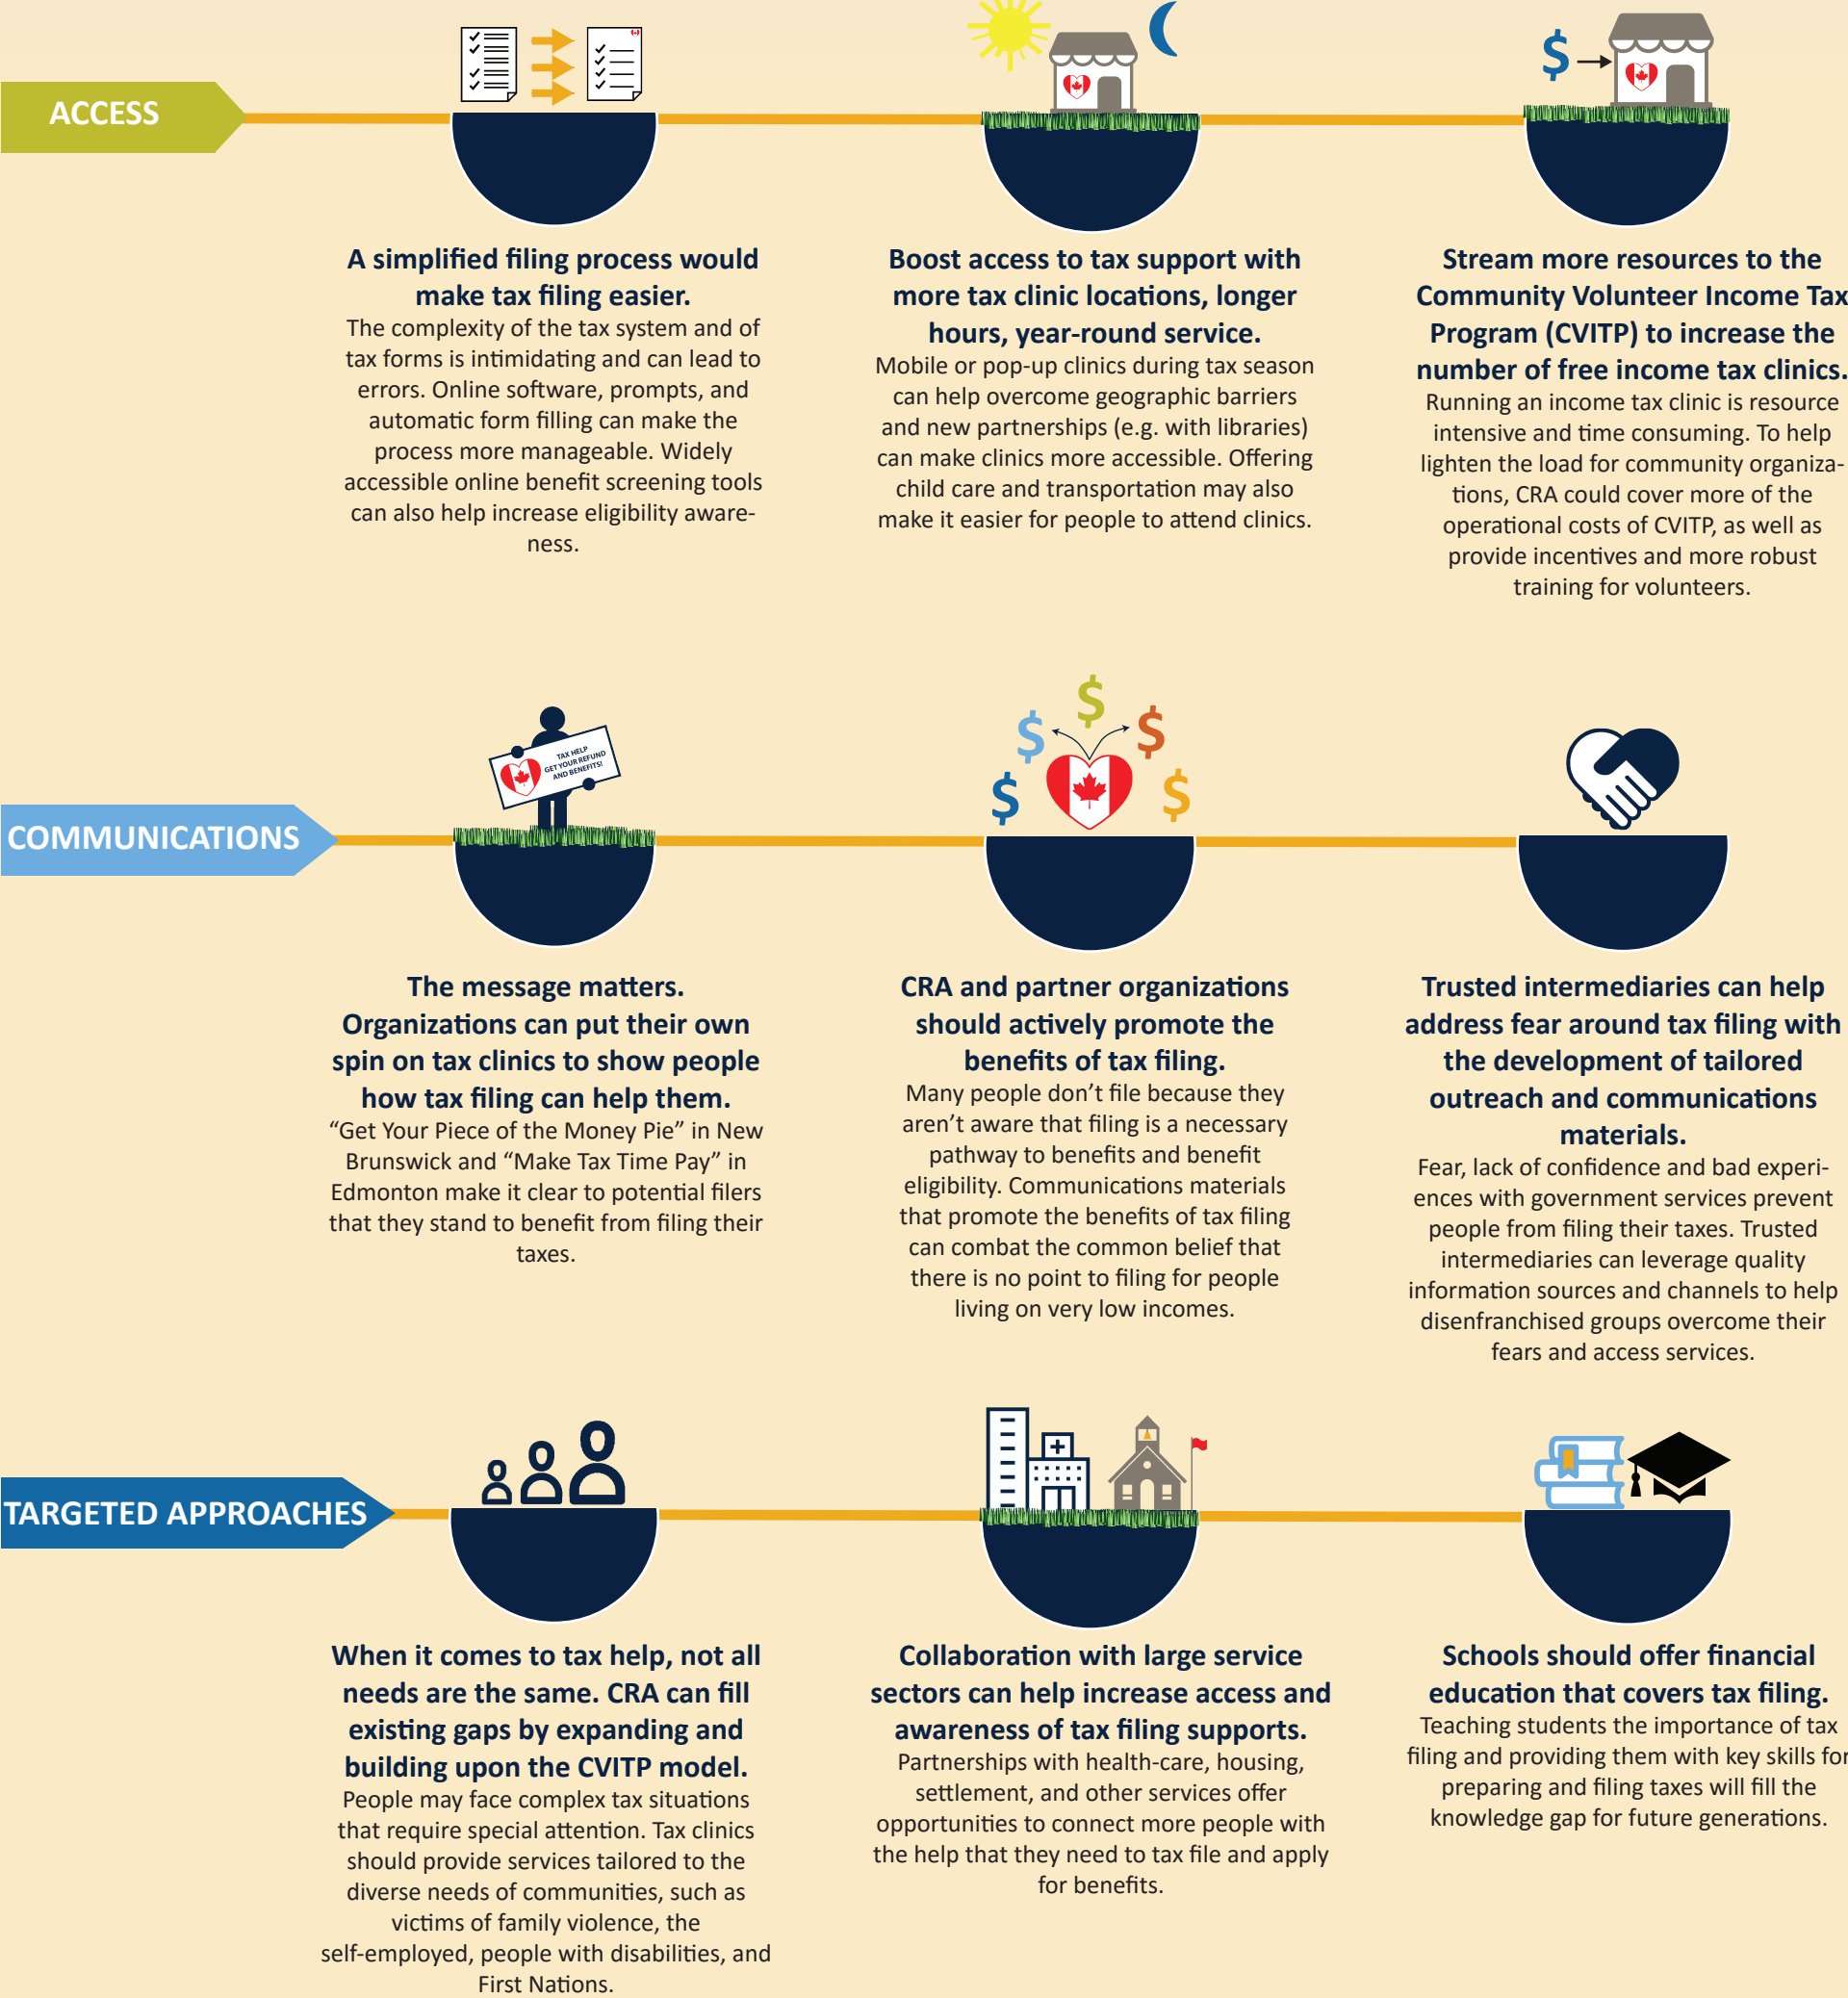 ACCESS
A simplified filing process would
make tax filing easier.
The complexity of the tax system and of
tax forms is intimidating and can lead to
errors. Online software, prompts, and
automatic form filling can make the
process more manageable. Widely
accessible online benefit screening tools
can also help increase eligibility aware-
ness.
Boost access to tax support with
more tax clinic locations, longer
hours, year-round service.
Mobile or pop-up clinics during tax season
can help overcome geographic barriers
and new partnerships (e.g. with libraries)
can make clinics more accessible. Offering
child care and transportation may also
make it easier for people to attend clinics.
$
Stream more resources to the
Community Volunteer Income Tax
Program (CVITP) to increase the
number of free income tax clinics.
Running an income tax clinic is resource
intensive and time consuming. To help
lighten the load for community organiza-
tions, CRA could cover more of the
operational costs of CVITP, as well as
provide incentives and more robust
training for volunteers.
COMMUNICATIONS
TAX HELP
GET YOUR REFUND
AND BENEFITS!
The message matters.
Organizations can put their own
spin on tax clinics to show people
how tax filing can help them.
“Get Your Piece of the Money Pie” in New
Brunswick and “Make Tax Time Pay” in
Edmonton make it clear to potential filers
that they stand to benefit from filing their
taxes.
$ $ $ $ $
CRA and partner organizations
should actively promote the
benefits of tax filing.
Many people don’t file because they
aren’t aware that filing is a necessary
pathway to benefits and benefit
eligibility. Communications materials
that promote the benefits of tax filing
can combat the common belief that
there is no point to filing for people
living on very low incomes.
Trusted intermediaries can help
address fear around tax filing with
the development of tailored
outreach and communications
materials.
Fear, lack of confidence and bad experi-
ences with government services prevent
people from filing their taxes. Trusted
intermediaries can leverage quality
information sources and channels to help
disenfranchised groups overcome their
fears and access services.
TARGETED APPROACHES
When it comes to tax help, not all
needs are the same. CRA can fill
existing gaps by expanding and
building upon the CVITP model.
People may face complex tax situations
that require special attention. Tax clinics
should provide services tailored to the
diverse needs of communities, such as
victims of family violence, the
self-employed, people with disabilities, and
First Nations.
Collaboration with large service
sectors can help increase access and
awareness of tax filing supports.
Partnerships with health-care, housing,
settlement, and other services offer
opportunities to connect more people with
the help that they need to tax file and apply
for benefits.
Schools should offer financial
education that covers tax filing.
Teaching students the importance of tax
filing and providing them with key skills for
preparing and filing taxes will fill the
knowledge gap for future generations.